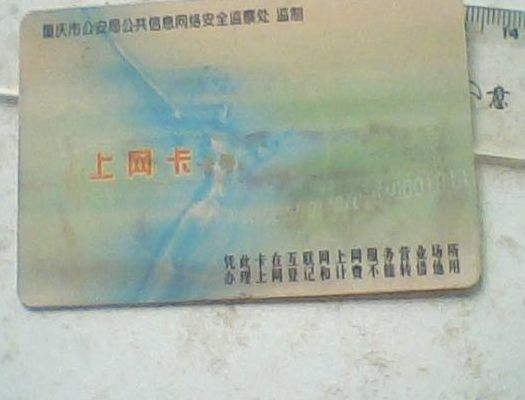 重庆市公安局公共信息网络安全监察处 监制
14
意
上网卡
凭此卡在互联网上网服务营业场所
办理上网登记和计费不能转借他用